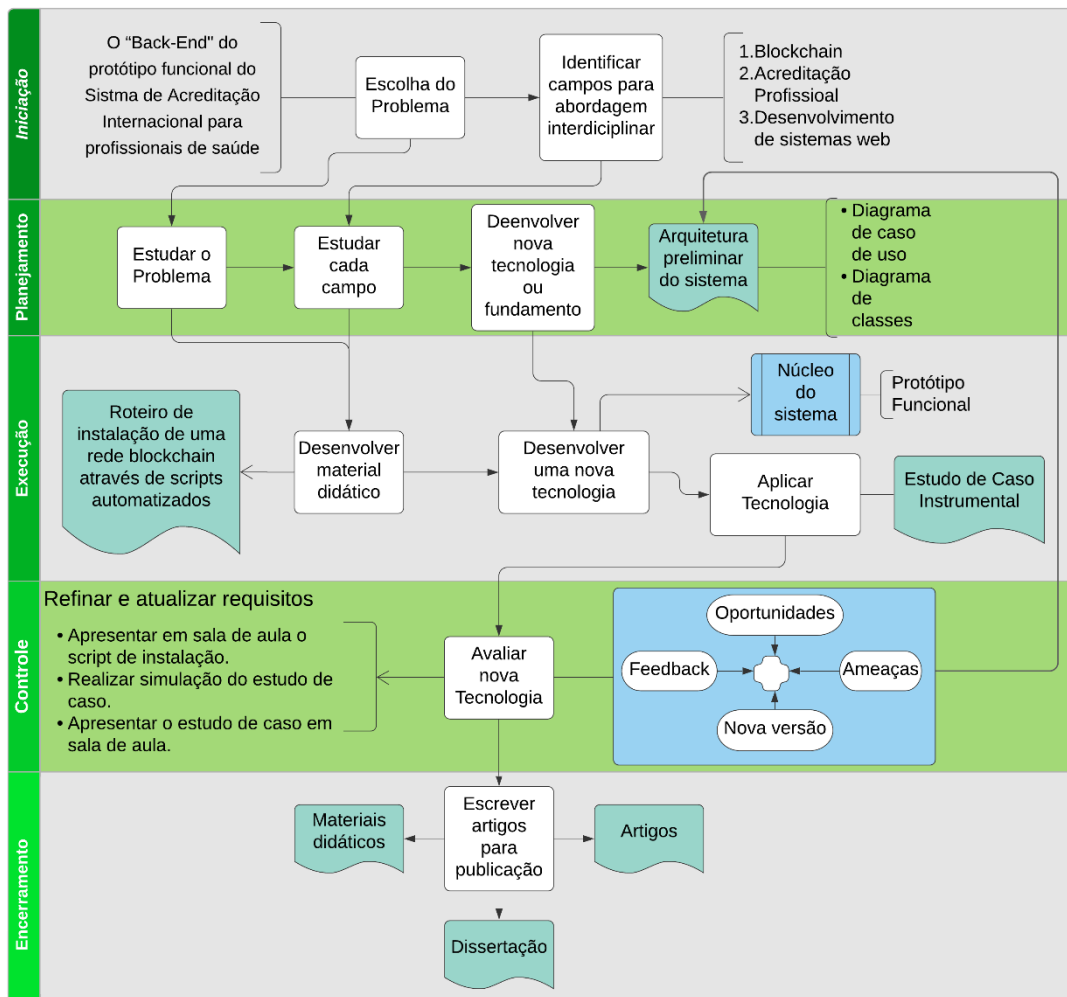 Iniciação
O “Back-End" do
protótipo funcional do
Sistma de Acreditação
Internacional para
profissionais de saúde
Escolha do
Problema
Identificar
campos para
abordagem
interdiciplinar
1.Blockchain
2.Acreditação
Profissioal
3.Desenvolvimento
de sistemas web
Planejamento
Estudar o
Problema
Estudar
cada
campo
Deenvolver
nova
tecnologia
ou
fundamento
Arquitetura
preliminar
do sistema
• Diagrama
de caso
de uso
• Diagrama
de
classes
Execução
Roteiro de
instalação de uma
rede blockchain
através de scripts
automatizados
Desenvolver
material
didático
Desenvolver
uma nova
tecnologia
Núcleo
do
sistema
Protótipo
Funcional
Aplicar
Tecnologia
Estudo de Caso
Instrumental
Controle
Refinar e atualizar requisitos
• Apresentar em sala de aula o
script de instalação.
• Realizar simulação do estudo de
caso.
• Apresentar o estudo de caso em
sala de aula.
Avaliar
nova
Tecnologia
Oportunidades
Feedback
Ameaças
Nova versão
Encerramento
Materiais
didáticos
Escrever
artigos
para
publicação
Artigos
Dissertação